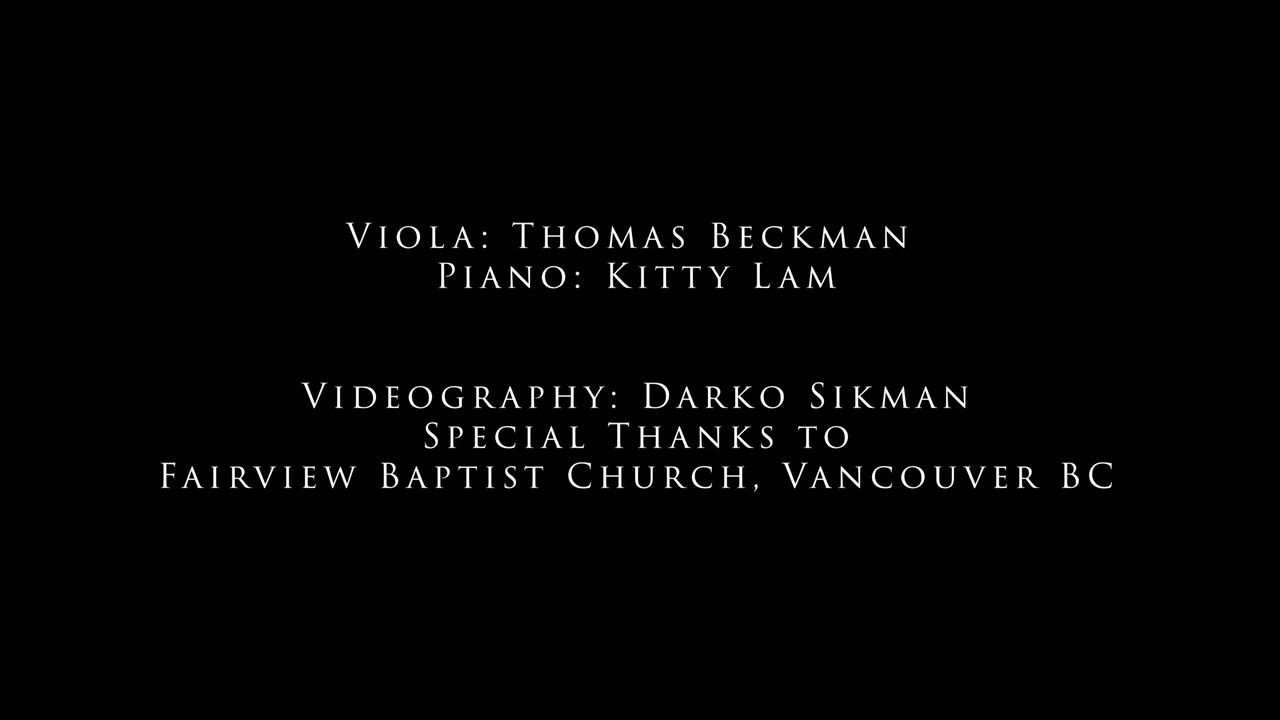 Viola: Thomas Beckman
Piano: Kitty Lam
Videography: Darko Sikman
Special Thanks to
Fairview Baptist Church, Vancouver BC